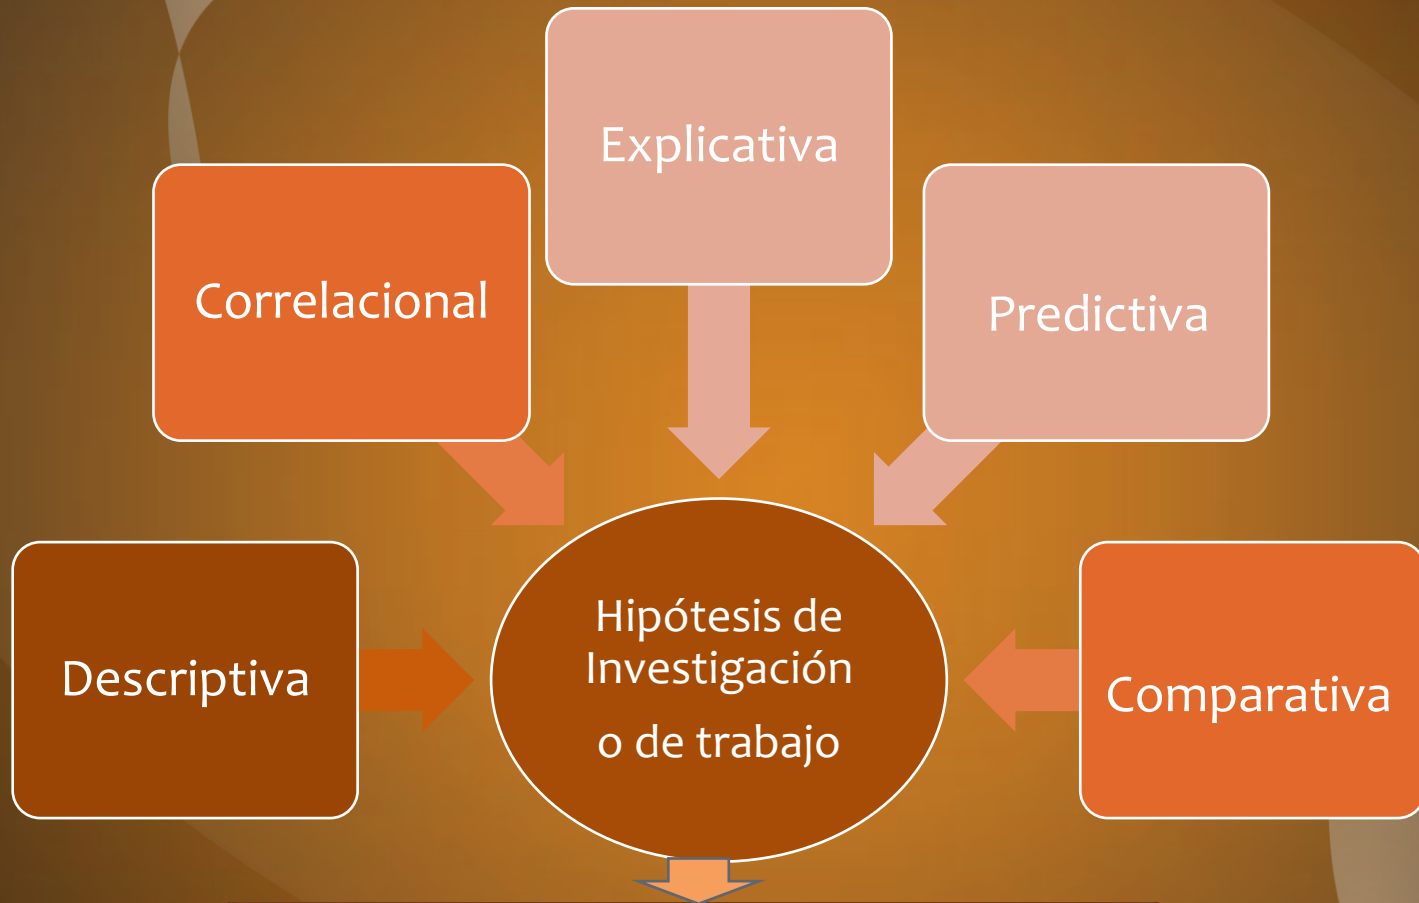 Explicativa
Correlacional
Predictiva
Descriptiva
Hipótesis de
Investigación
o de trabajo
Comparativa